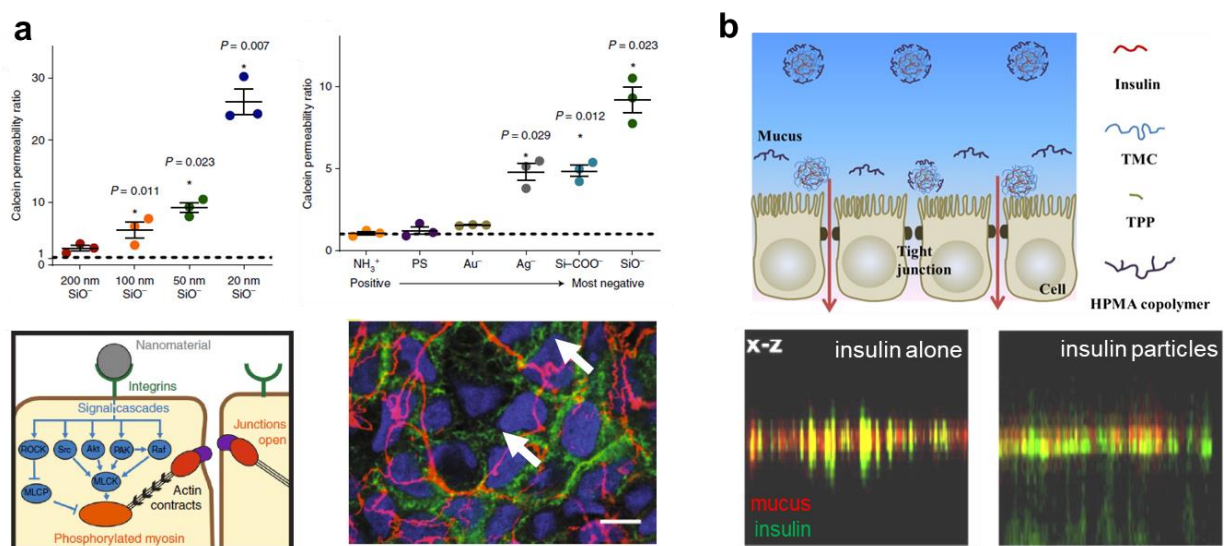 a
Calcein permeability ratio
30
20
10
1
0
P = 0.011
*
P = 0.023
*
P = 0.007
*
200 nm
SiO⁻
100 nm
SiO⁻
50 nm
SiO⁻
20 nm
SiO⁻
Calcein permeability ratio
10
5
0
P = 0.029
*
P = 0.012
*
P = 0.023
*
NH₃⁺
PS
Au⁻
Ag⁻
Si–COO⁻
SiO⁻
Positive
Most negative
Nanomaterial
Integrins
Signal cascades
Junctions
open
ROCK
Src
Akt
PAK
Raf
MLCP
MLCK
Actin
contracts
Phosphorylated myosin
b
Mucus
Tight
junction
Cell
Insulin
TMC
TPP
HPMA copolymer
x-z
insulin alone
mucus
insulin
insulin particles